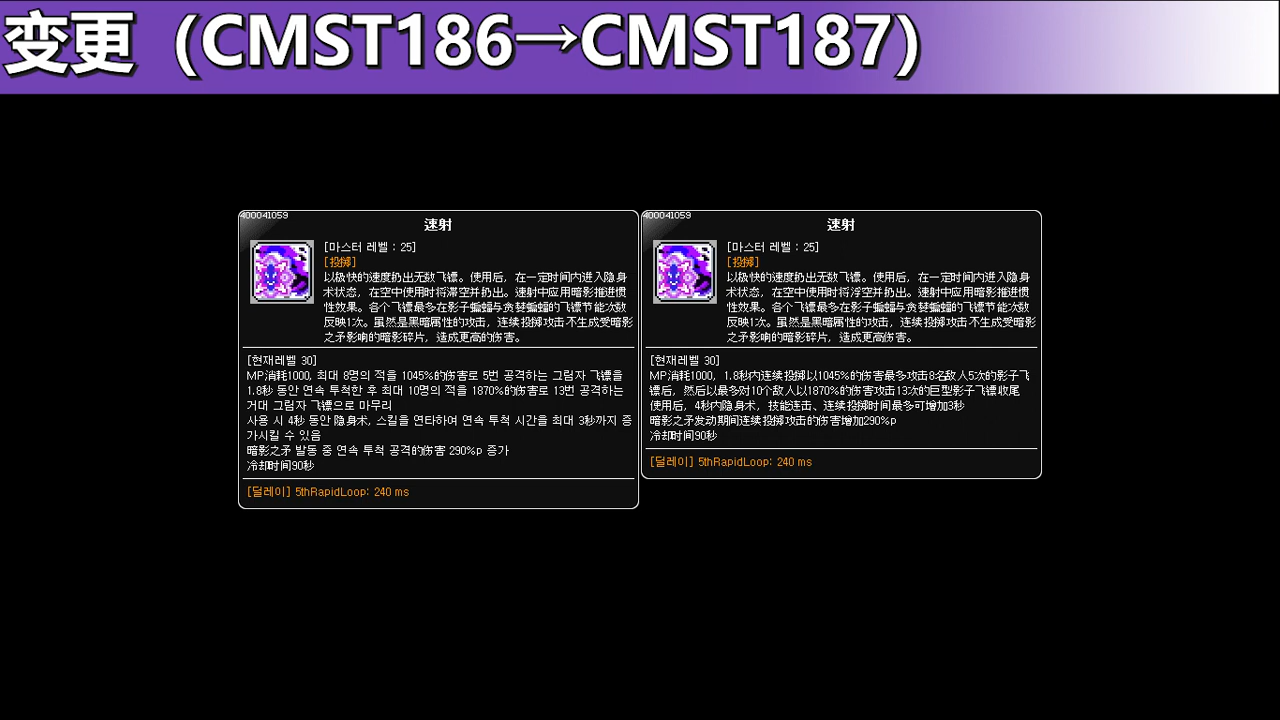 变更（CMST186→CMST187）
400041059
速射
[마스터 레벨 : 25]
[投掷]
以极快的速度扔出无数飞镖。使用后，在一定时间内进入隐身
术状态，在空中使用时将滞空并扔出。速射中应用暗影推进惯
性效果。各个飞镖最多在影子蝙蝠与贪婪蝙蝠的飞镖节能次数
反映1次。虽然是黑暗属性的攻击，连续投掷攻击不生成受暗影
之矛影响的暗影碎片，造成更高的伤害。
[현재레벨 30]
MP消耗1000, 최대 8명의 적을 1045%的伤害로 5번 공격하는 그림자 飞镖을
1.8秒 동안 연속 투척한 후 최대 10명의 적을 1870%的伤害로 13번 공격하는
거대 그림자 飞镖으로 마무리
사용 시 4秒 동안 隐身术, 스킬을 연타하여 연속 투척 시간을 최대 3秒까지 증
가시킬 수 있음
暗影之矛 발동 중 연속 투척 공격的伤害 290%p 증가
冷却时间90秒
[딜레이] 5thRapidLoop: 240 ms
400041059
速射
[마스터 레벨 : 25]
[投掷]
以极快的速度扔出无数飞镖。使用后，在一定时间内进入隐身
术状态，在空中使用时将浮空并扔出。速射中应用暗影推进惯
性效果。各个飞镖最多在影子蝙蝠与贪婪蝙蝠的飞镖节能次数
反映1次。虽然是黑暗属性的攻击，连续投掷攻击不生成受暗影
之矛影响的暗影碎片，造成更高伤害。
[현재레벨 30]
MP消耗1000，1.8秒内连续投掷以1045%的伤害最多攻击8名敌人5次的影子飞
镖后，然后以最多对10个敌人以1870%的伤害攻击13次的巨型影子飞镖收尾
使用后，4秒内隐身术，技能连击、连续投掷时间最多可增加3秒
暗影之矛发动期间连续投掷攻击的伤害增加290%p
冷却时间90秒
[딜레이] 5thRapidLoop: 240 ms